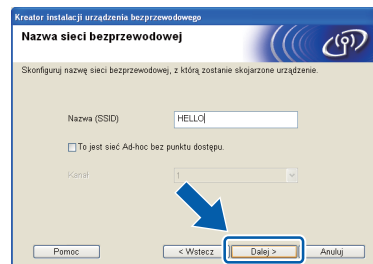 Kreator instalacji urządzenia bezprzewodowego
Nazwa sieci bezprzewodowej
Skonfiguruj nazwę sieci bezprzewodowej, z którą zostanie skojarzone urządzenie.
Nazwa (SSID) HELLO
To jest sieć Ad-hoc bez punktu dostępu.
Kanał 1
Pomoc < Wstecz Dalej > Anuluj